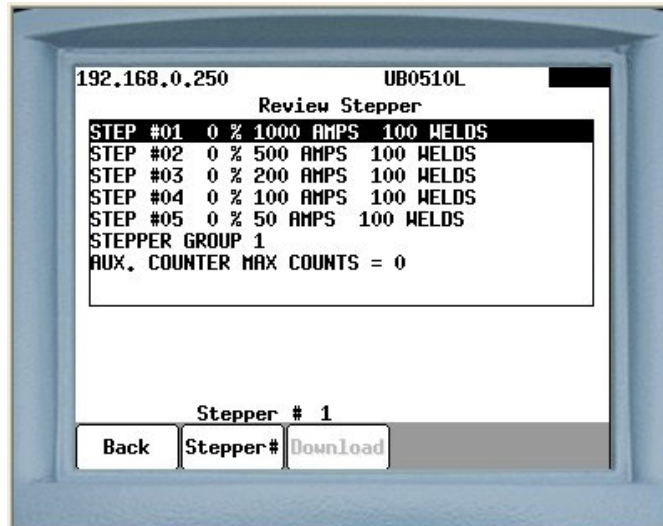 192.168.0.250 UB0510L
Review Stepper
STEP #01 0 % 1000 AMPS 100 WELDS
STEP #02 0 % 500 AMPS 100 WELDS
STEP #03 0 % 200 AMPS 100 WELDS
STEP #04 0 % 100 AMPS 100 WELDS
STEP #05 0 % 50 AMPS 100 WELDS
STEPPER GROUP 1
AUX. COUNTER MAX COUNTS = 0
Stepper # 1
Back Stepper# Download